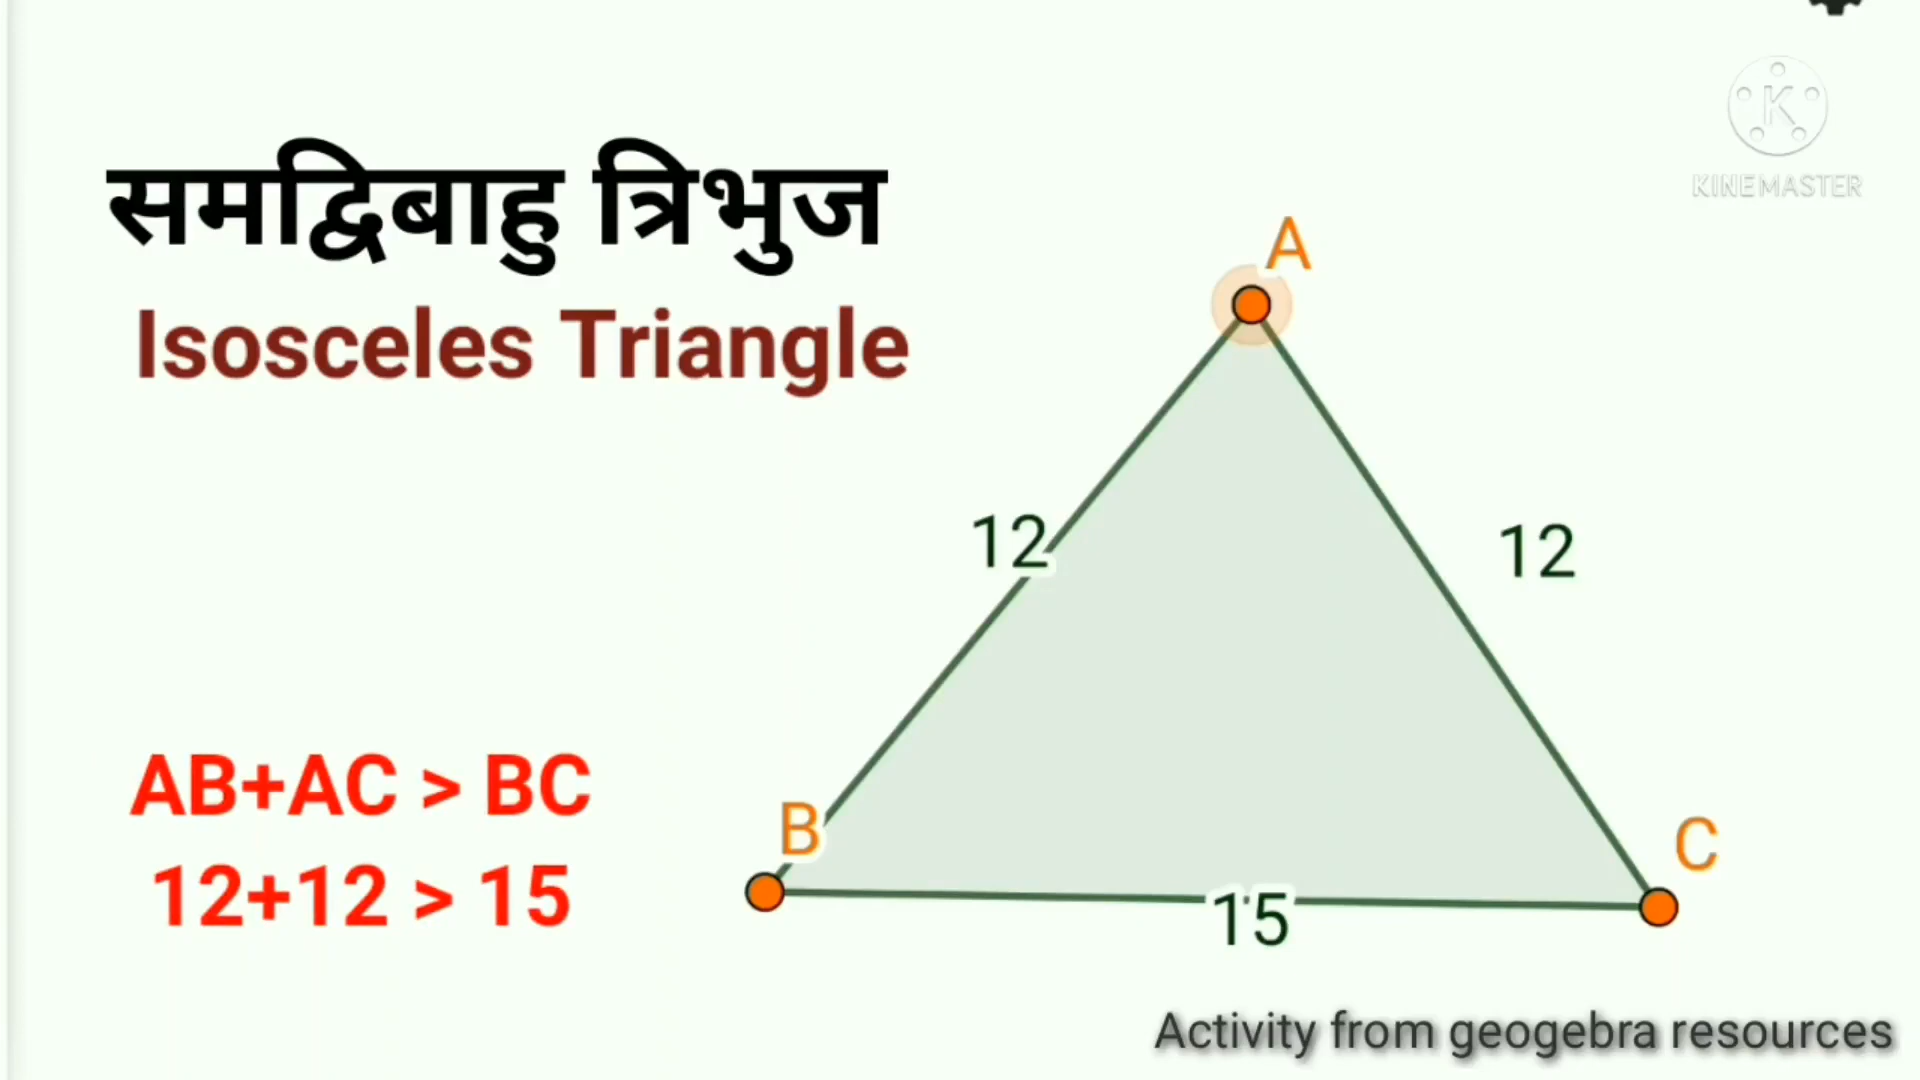 समद्विबाहु त्रिभुज
Isosceles Triangle
K
KINEMASTER
A
12
12
AB+AC > BC
12+12 > 15
B
C
15
Activity from geogebra resources